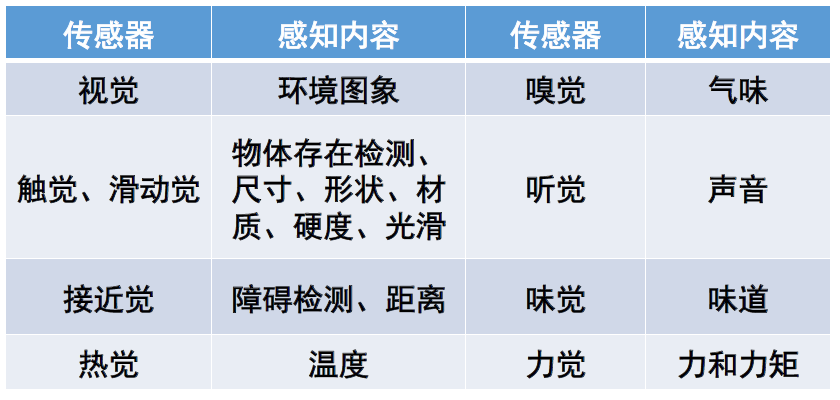 传感器 感知内容 传感器 感知内容
视觉 环境图象 嗅觉 气味
触觉、滑动觉 物体存在检测、
尺寸、形状、材
质、硬度、光滑 听觉 声音
接近觉 障碍检测、距离 味觉 味道
热觉 温度 力觉 力和力矩